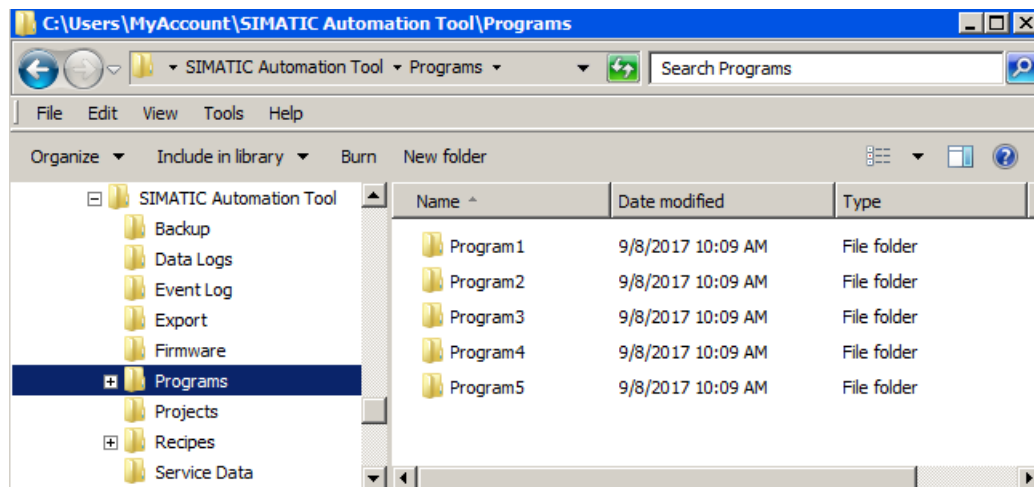 C:\Users\MyAccount\SIMATIC Automation Tool\Programs
SIMATIC Automation Tool Programs Search Programs
File Edit View Tools Help
Organize Include in library Burn New folder
SIMATIC Automation Tool Name Date modified Type
Backup
Program1 9/8/2017 10:09 AM File folder
Data Logs
Program2 9/8/2017 10:09 AM File folder
Event Log
Export Program3 9/8/2017 10:09 AM File folder
Firmware Program4 9/8/2017 10:09 AM File folder
Programs Program5 9/8/2017 10:09 AM File folder
Projects
Recipes
Service Data